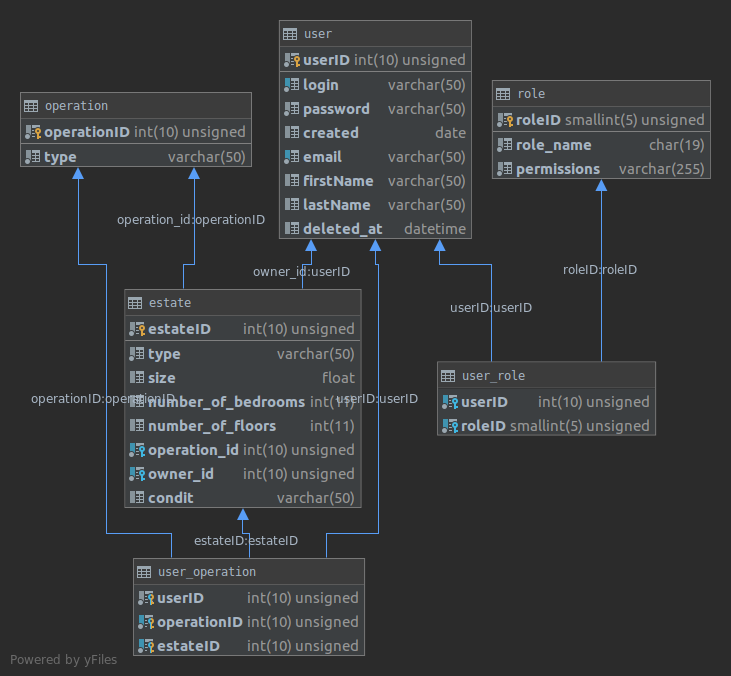 user
userID int(10) unsigned
login varchar(50)
password varchar(50)
created date
email varchar(50)
firstName varchar(50)
lastName varchar(50)
deleted_at datetime
operation
operationID int(10) unsigned
type varchar(50)
role
roleID smallint(5) unsigned
role_name char(19)
permissions varchar(255)
operation_id:operationID
owner_id:userID
roleID:roleID
userID:userID
estate
estateID int(10) unsigned
type varchar(50)
size float
number_of_bedrooms int(11)
number_of_floors int(11)
operation_id int(10) unsigned
owner_id int(10) unsigned
condit varchar(50)
operationID:operationID
userID:userID
user_role
userID int(10) unsigned
roleID smallint(5) unsigned
estateID:estateID
user_operation
userID int(10) unsigned
operationID int(10) unsigned
estateID int(10) unsigned
Powered by yFiles